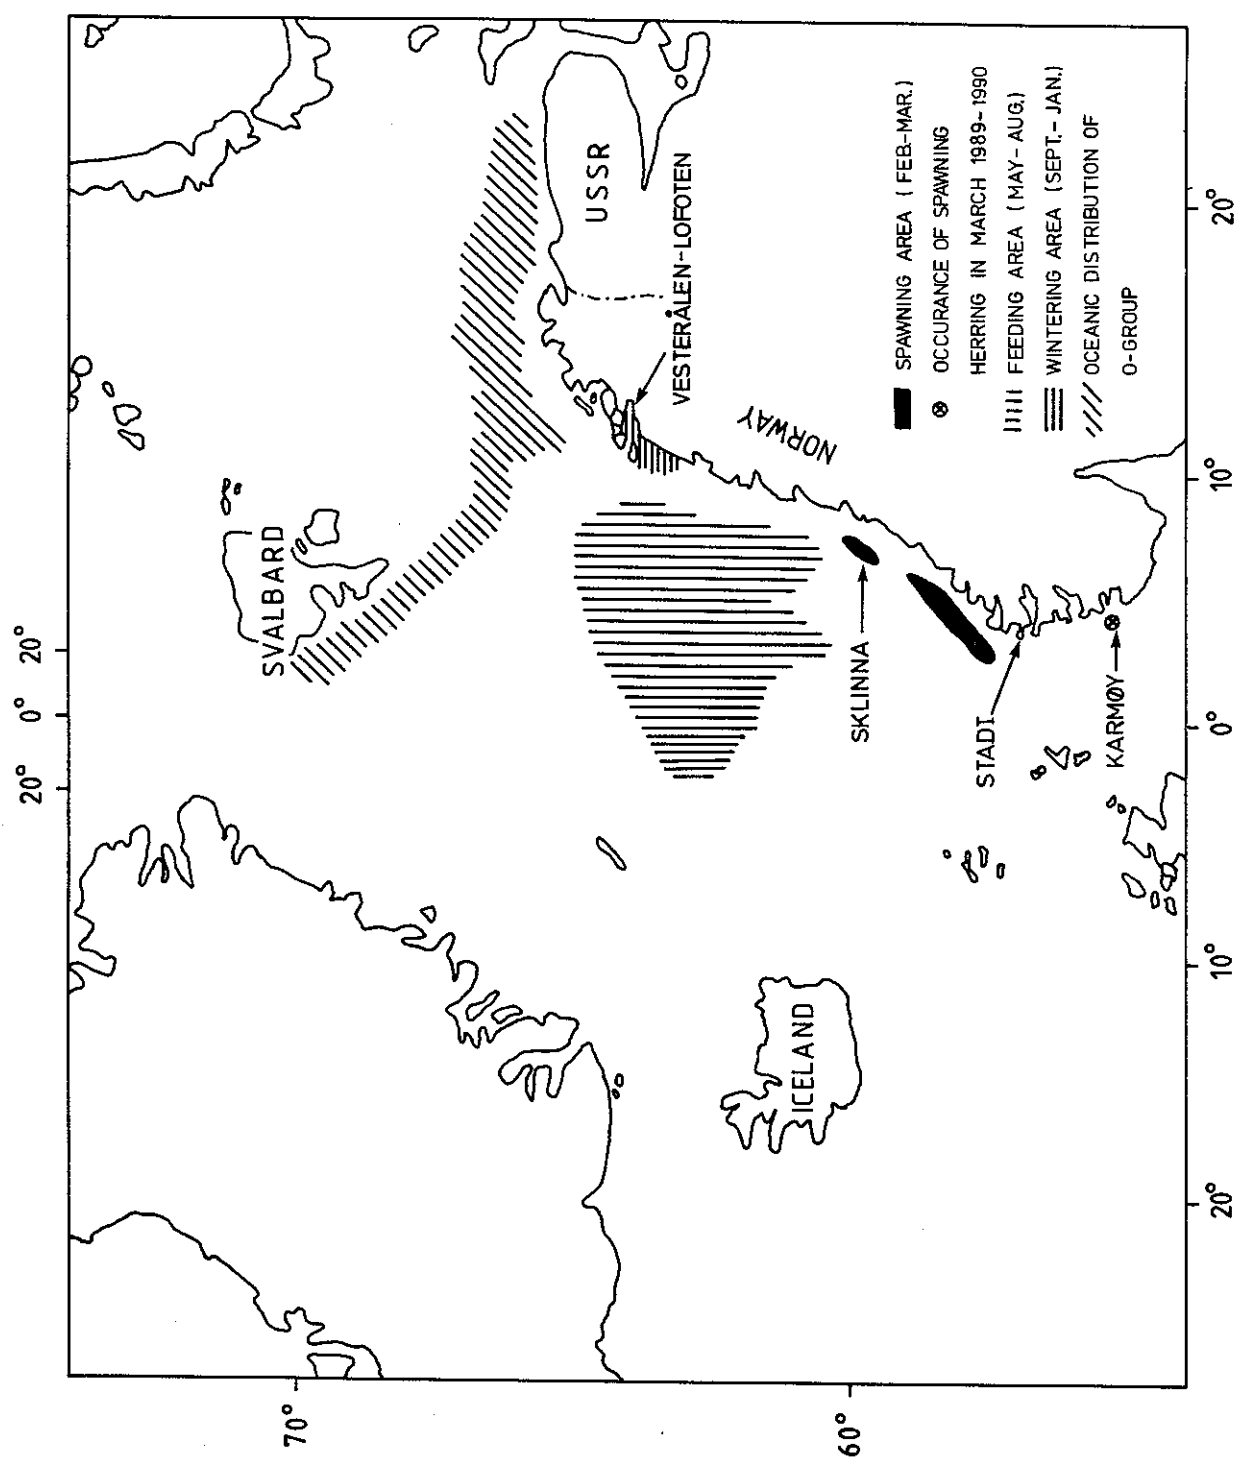 20° 0° 20°
SVALBARD
USSR
VESTERÅLEN-LOFOTEN
NORWAY
SKLINNA
STADT
KARMØY
ICELAND
70°
60°
20° 10° 0° 10° 20°
SPAWNING AREA (FEB-MAR.)
OCCURANCE OF SPAWNING
HERRING IN MARCH 1989-1990
FEEDING AREA (MAY-AUG.)
WINTERING AREA (SEPT.-JAN.)
OCEANIC DISTRIBUTION OF
O-GROUP